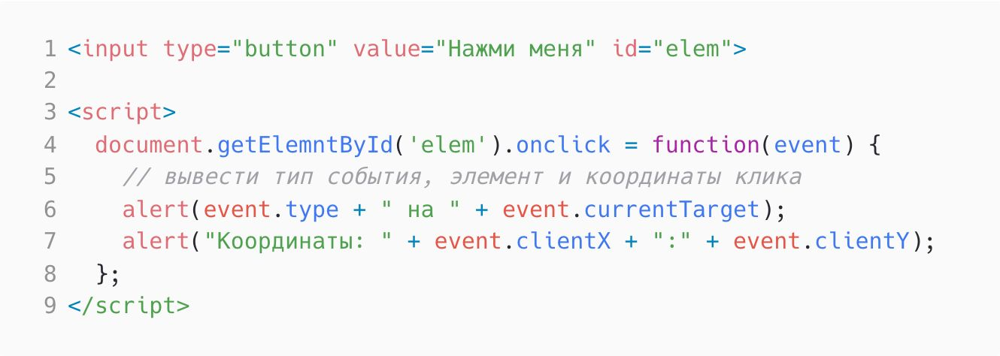 1 <input type="button" value="Нажми меня" id="elem">
2
3 <script>
4 document.getElemntById('elem').onclick = function(event) {
5 // вывести тип события, элемент и координаты клика
6 alert(event.type + " на " + event.currentTarget);
7 alert("Координаты: " + event.clientX + ":" + event.clientY);
8 };
9 </script>